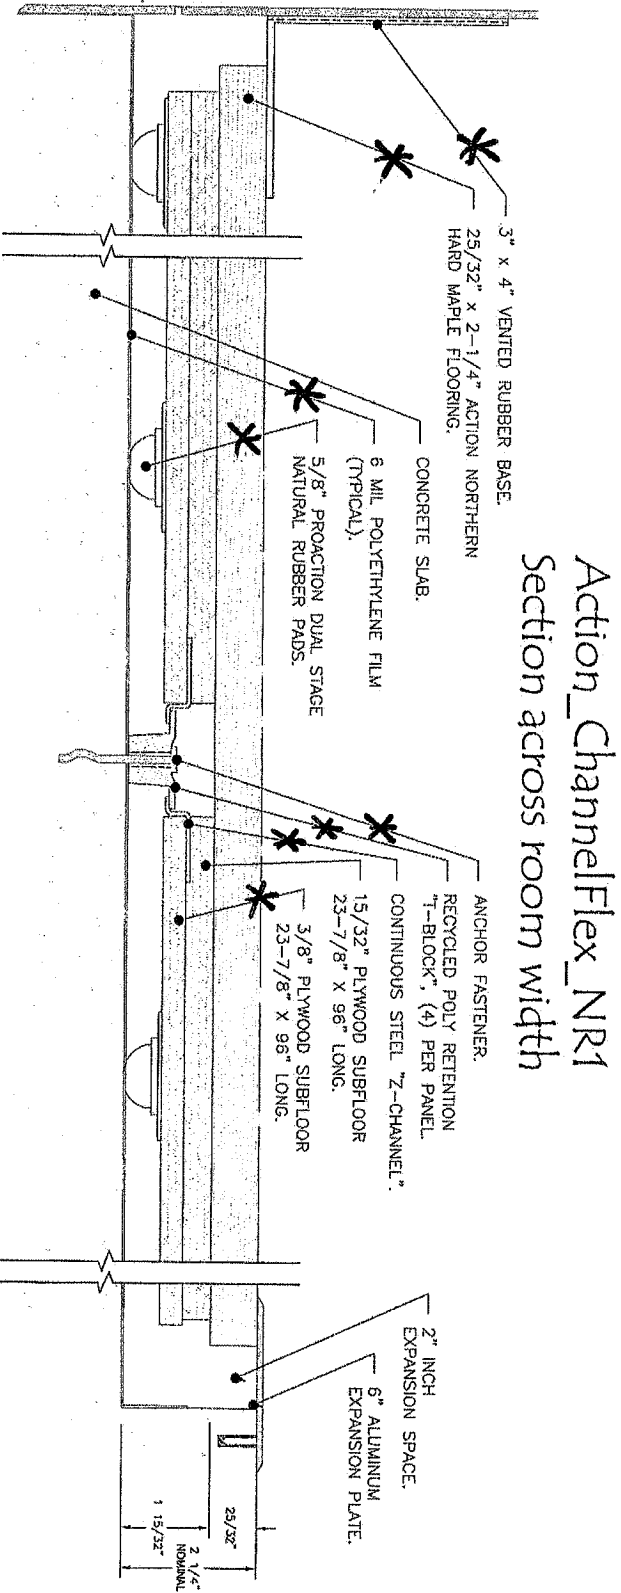 Action_ChannelFlex_NR1
Section across room width
3" x 4" VENTED RUBBER BASE.
25/32" x 2-1/4" ACTION NORTHERN
HARD MAPLE FLOORING.
CONCRETE SLAB.
6 MIL POLYETHYLENE FILM
(TYPICAL).
5/8" PROACTION DUAL STAGE
NATURAL RUBBER PADS.
ANCHOR FASTENER.
RECYCLED POLY RETENTION
"T-BLOCK", (4) PER PANEL.
CONTINUOUS STEEL "Z-CHANNEL".
15/32" PLYWOOD SUBFLOOR
23-7/8" X 96" LONG.
3/8" PLYWOOD SUBFLOOR
23-7/8" X 96" LONG.
2" INCH
EXPANSION SPACE.
6" ALUMINUM
EXPANSION PLATE.
25/32"
1 15/32"
2 1/4"
NOMINAL